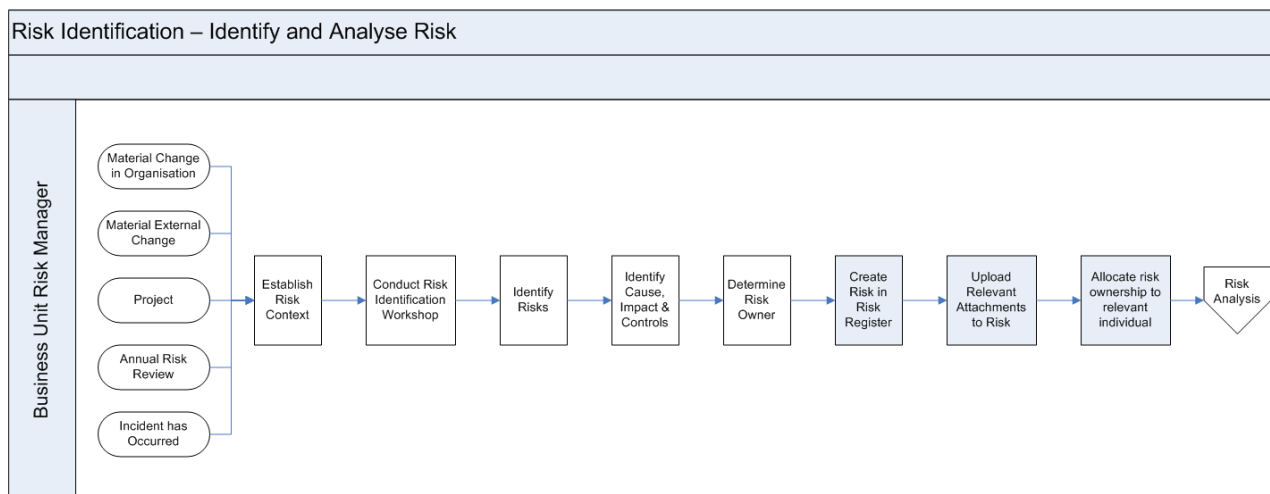 Risk Identification – Identify and Analyse Risk
Business Unit Risk Manager
Material Change
in Organisation
Material External
Change
Project
Annual Risk
Review
Incident has
Occurred
Establish
Risk
Context
Conduct Risk
Identification
Workshop
Identify
Risks
Identify
Cause,
Impact &
Controls
Determine
Risk
Owner
Create
Risk in
Risk
Register
Upload
Relevant
Attachments
to Risk
Allocate risk
ownership to
relevant
individual
Risk
Analysis